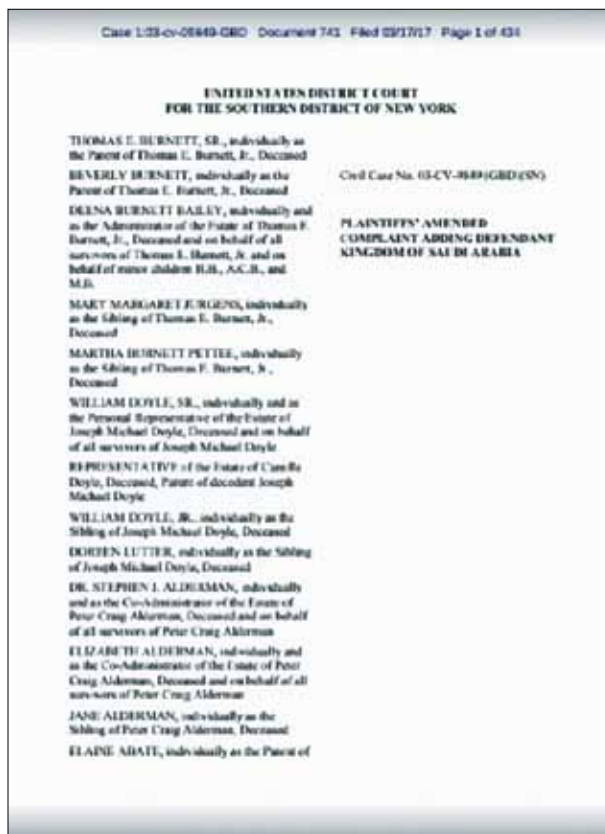 Case 1:03-cv-09849-GBD Document 741 Filed 03/17/17 Page 1 of 434
UNITED STATES DISTRICT COURT
FOR THE SOUTHERN DISTRICT OF NEW YORK
THOMAS E. BURNETT, SR., individually as
the Parent of Thomas E. Burnett, Jr., Deceased
BEVERLY BURNETT, individually as the
Parent of Thomas E. Burnett, Jr., Deceased
DEENA BURNETT BAILEY, individually and
as the Administrator of the Estate of Thomas E.
Burnett, Jr., Deceased and on behalf of all
survivors of Thomas E. Burnett, Jr. and on
behalf of minor children H.B., A.C.B., and
M.B.
MARY MARGARET JURGENS, individually
as the Sibling of Thomas E. Burnett, Jr.,
Deceased
MARTHA BURNETT PETTEE, individually
as the Sibling of Thomas E. Burnett, Jr.,
Deceased
WILLIAM DOYLE, SR., individually and as
the Personal Representative of the Estate of
Joseph Michael Doyle, Deceased and on behalf
of all survivors of Joseph Michael Doyle
REPRESENTATIVE of the Estate of Camille
Doyle, Deceased, Parent of decedent Joseph
Michael Doyle
WILLIAM DOYLE, JR., individually as the
Sibling of Joseph Michael Doyle, Deceased
DOREEN LUTTER, individually as the Sibling
of Joseph Michael Doyle, Deceased
DR. STEPHEN J. ALDERMAN, individually
and as the Co-Administrator of the Estate of
Peter Craig Alderman, Deceased and on behalf
of all survivors of Peter Craig Alderman
ELIZABETH ALDERMAN, individually and
as the Co-Administrator of the Estate of Peter
Craig Alderman, Deceased and on behalf of all
survivors of Peter Craig Alderman
JANE ALDERMAN, individually as the
Sibling of Peter Craig Alderman, Deceased
ELAINE ABATE, individually as the Parent of
Civil Case No. 03-CV-9849 (GBD)(SN)
PLAINTIFFS' AMENDED
COMPLAINT ADDING DEFENDANT
KINGDOM OF SAUDI ARABIA